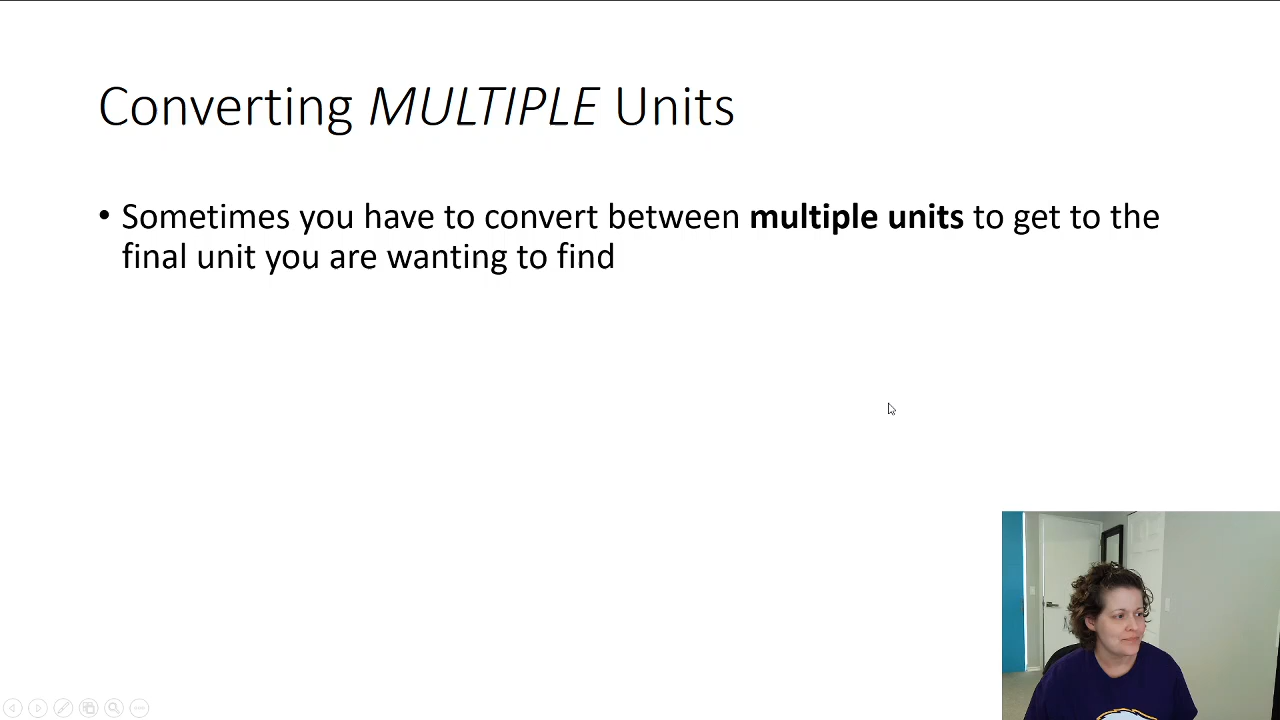 Converting MULTIPLE Units
• Sometimes you have to convert between multiple units to get to the
final unit you are wanting to find